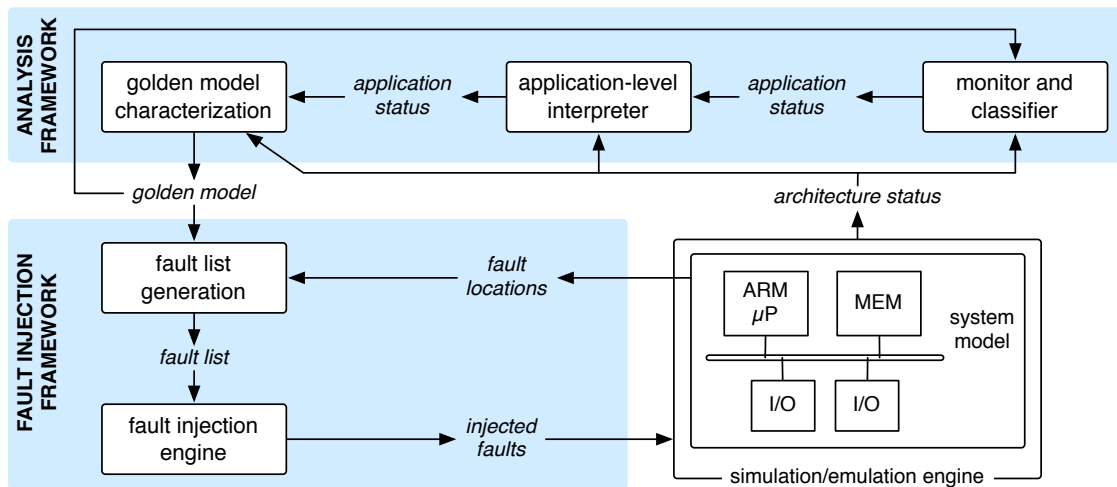 ANALYSIS
FRAMEWORK
golden model
characterization
application
status
application-level
interpreter
application
status
monitor and
classifier
golden model
architecture status
FAULT INJECTION
FRAMEWORK
fault list
generation
fault
locations
fault list
fault injection
engine
injected
faults
ARM
µP
MEM
system
model
I/O
I/O
simulation/emulation engine